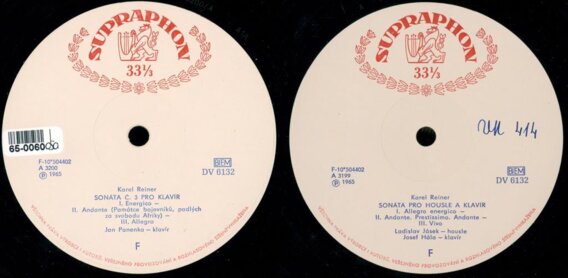 SUPRAPHON
33⅓
65-0060
F-10*504402
A 3200
Ⓟ 1965
BIEM
DV 6132
Karel Reiner
SONATA Č. 3 PRO KLAVÍR
I. Energico –
II. Andante (Památce bojovníků, padlých
za svobodu Afriky) –
III. Allegro
Jan Panenka – klavír
F
SUPRAPHON
33⅓
414
F-10*504402
A 3199
Ⓟ 1965
BIEM
DV 6132
Karel Reiner
SONATA PRO HOUSLE A KLAVÍR
I. Allegro energico –
II. Andante. Prestissimo. Andante –
III. Vivo
Ladislav Jásek – housle
Josef Hála – klavír
F